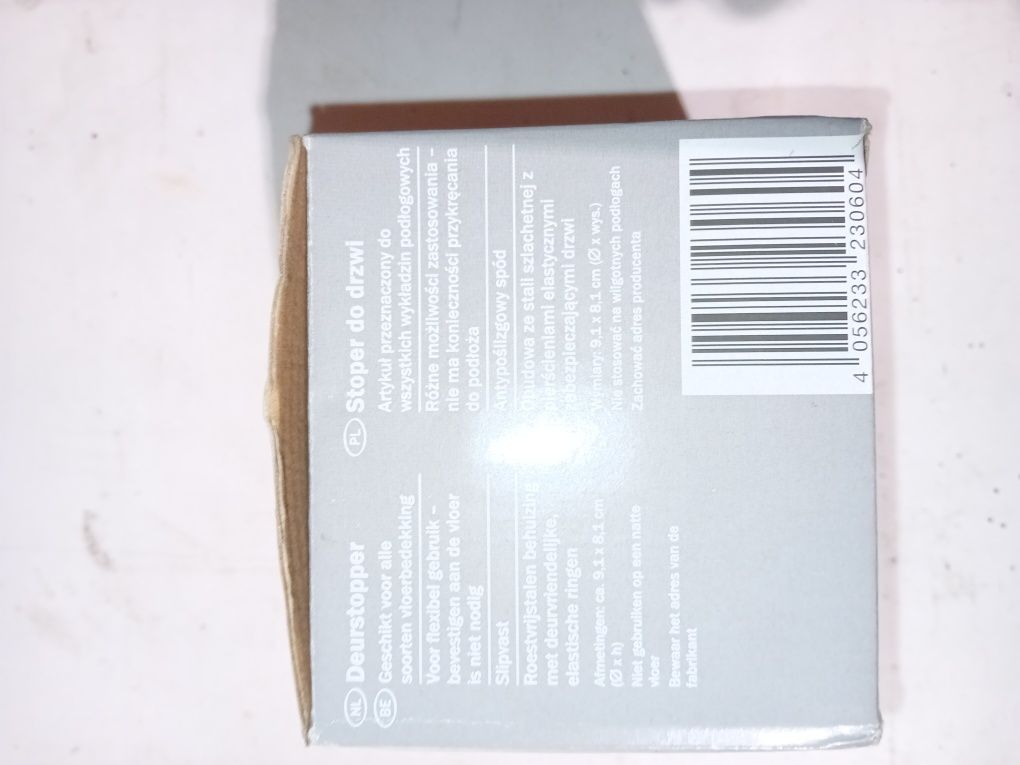 NL Deurstopper
BE Geschikt voor alle
soorten vloerbedekking
Voor flexibel gebruik –
bevestigen aan de vloer
is niet nodig
Slipvast
Roestvrijstalen behuizing
met deurvriendelijke,
elastische ringen
Afmetingen: ca. 9,1 x 8,1 cm
(Ø x h)
Niet gebruiken op een natte
vloer
Bewaar het adres van de
fabrikant
PL Stoper do drzwi
Artykuł przeznaczony do
wszystkich wykładzin podłogowych
Różne możliwości zastosowania –
nie ma konieczności przykręcania
do podłoża
Antypoślizgowy spód
Obudowa ze stali szlachetnej z
pierścieniami elastycznymi
zabezpieczającymi drzwi
Wymiary: 9,1 x 8,1 cm (Ø x wys.)
Nie stosować na wilgotnych podłogach
Zachować adres producenta
4 056233 230604